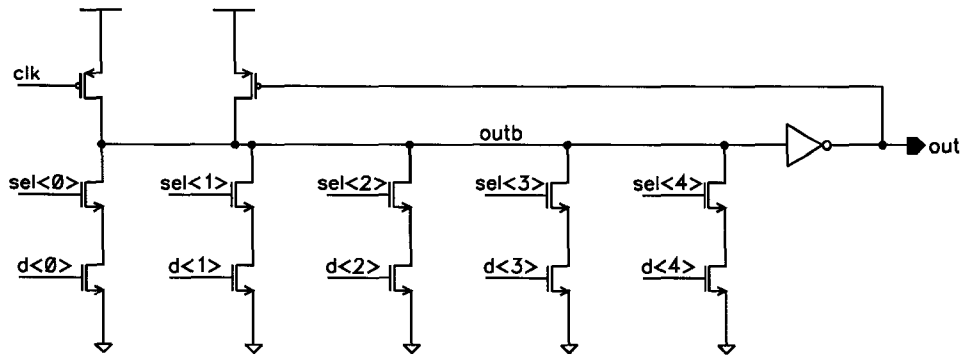 clk
outb
out
sel<0>
sel<1>
sel<2>
sel<3>
sel<4>
d<0>
d<1>
d<2>
d<3>
d<4>